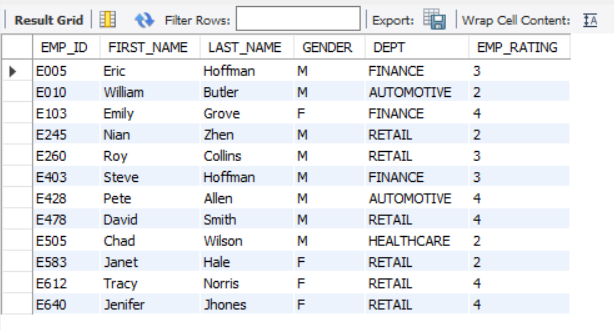 Result Grid Filter Rows: Export: Wrap Cell Content:
EMP_ID FIRST_NAME LAST_NAME GENDER DEPT EMP_RATING
E005 Eric Hoffman M FINANCE 3
E010 William Butler M AUTOMOTIVE 2
E103 Emily Grove F FINANCE 4
E245 Nian Zhen M RETAIL 2
E260 Roy Collins M RETAIL 3
E403 Steve Hoffman M FINANCE 3
E428 Pete Allen M AUTOMOTIVE 4
E478 David Smith M RETAIL 4
E505 Chad Wilson M HEALTHCARE 2
E583 Janet Hale F RETAIL 2
E612 Tracy Norris F RETAIL 4
E640 Jenifer Jhones F RETAIL 4